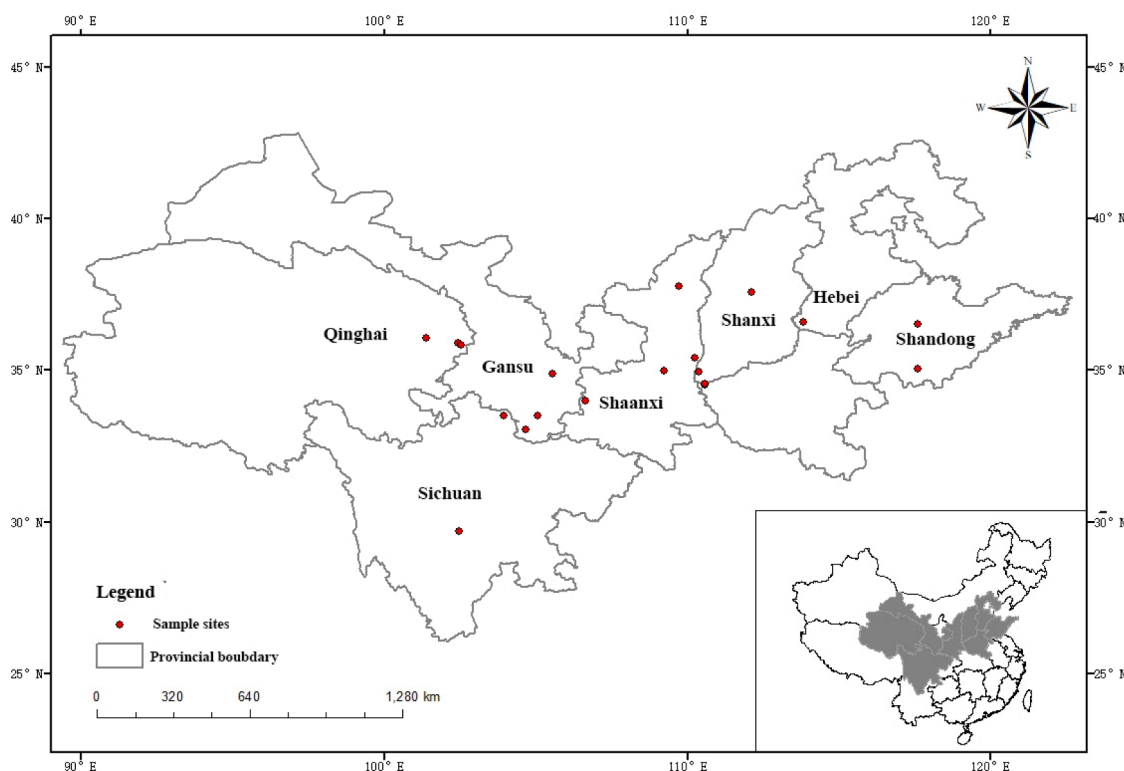 90° E 100° E 110° E 120° E
45° N 45° N
N
W E
S
40° N 40° N
Hebei
Shanxi
Qinghai
Shandong
Gansu
35° N 35° N
Shaanxi
Sichuan
30° N 30° N
Legend
Sample sites
Provincial boubdary
25° N 25° N
0 320 640 1,280 km
90° E 100° E 110° E 120° E